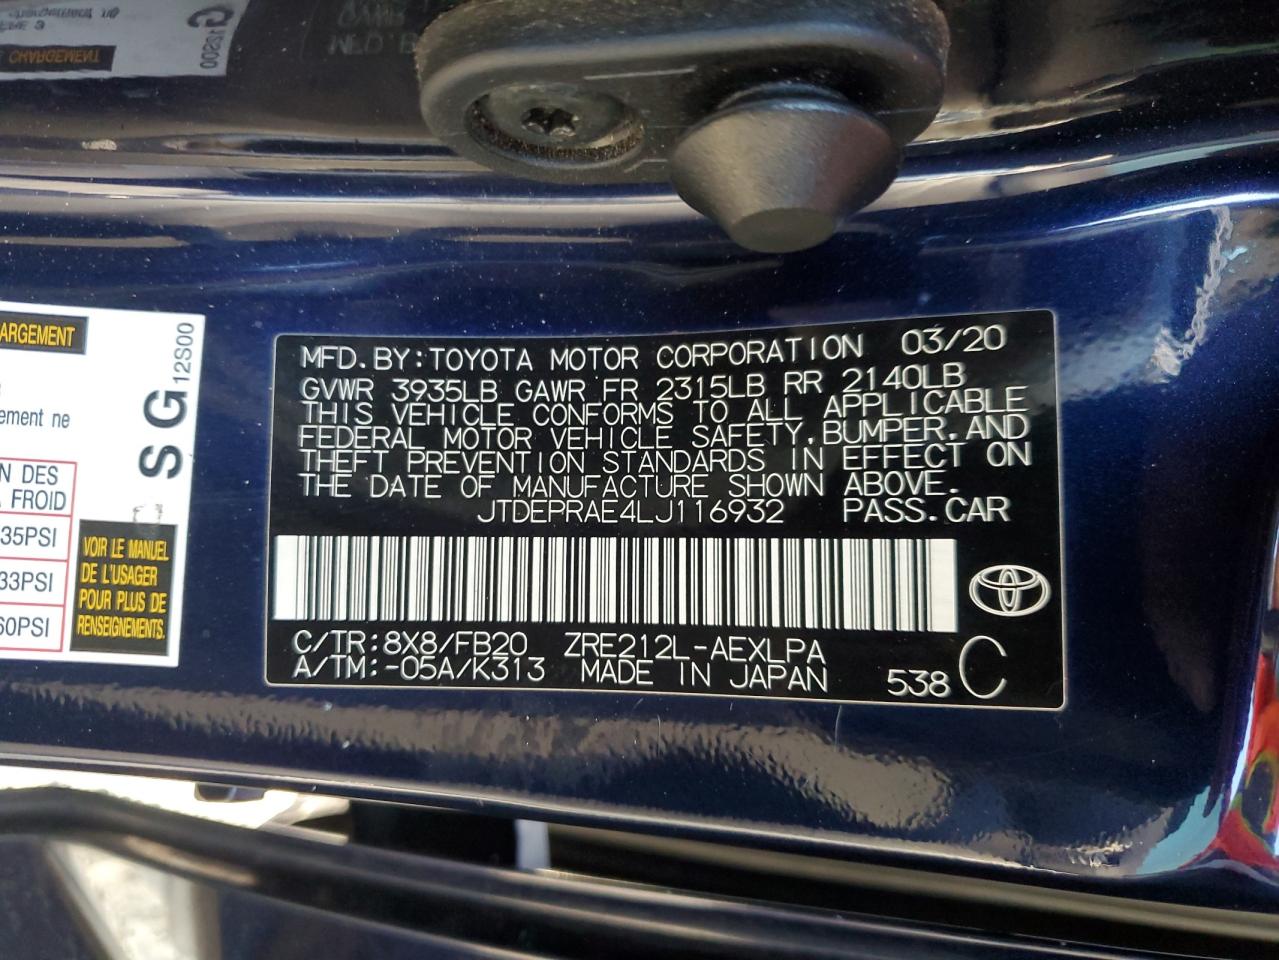 CHARGEMENT
G
12S00
MFD.B
ARGEMENT
ement ne
N DES
A FROID
35PSI
33PSI
60PSI
SG
12S00
VOIR LE MANUEL
DE L'USAGER
POUR PLUS DE
RENSEIGNEMENTS.
MFD.BY:TOYOTA MOTOR CORPORATION 03/20
GVWR 3935LB GAWR FR 2315LB RR 2140LB
THIS VEHICLE CONFORMS TO ALL APPLICABLE
FEDERAL MOTOR VEHICLE SAFETY,BUMPER,AND
THEFT PREVENTION STANDARDS IN EFFECT ON
THE DATE OF MANUFACTURE SHOWN ABOVE.
JTDEPRAE4LJ116932 PASS.CAR
C/TR:8X8/FB20 ZRE212L-AEXLPA
A/TM:-05A/K313 MADE IN JAPAN 538 C